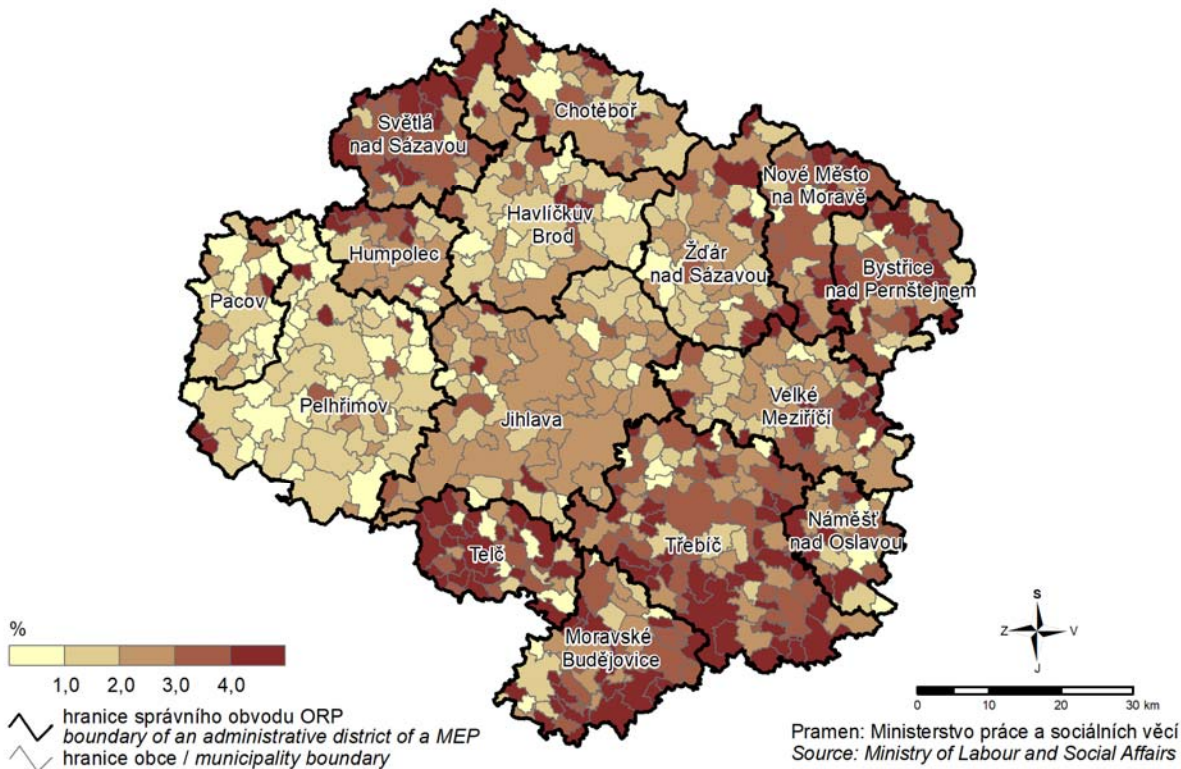 Chotěboř
Světlá
nad Sázavou
Nové Město
na Moravě
Havlíčkův
Brod
Humpolec
Žďár
nad Sázavou
Bystřice
nad Pernštejnem
Pacov
Pelhřimov
Jihlava
Velké
Meziříčí
Náměšť
nad Oslavou
Telč
Třebíč
Moravské
Budějovice
%
1,0 2,0 3,0 4,0
hranice správního obvodu ORP
boundary of an administrative district of a MEP
hranice obce / municipality boundary
S
Z V
J
0 10 20 30 km
Pramen: Ministerstvo práce a sociálních věcí
Source: Ministry of Labour and Social Affairs